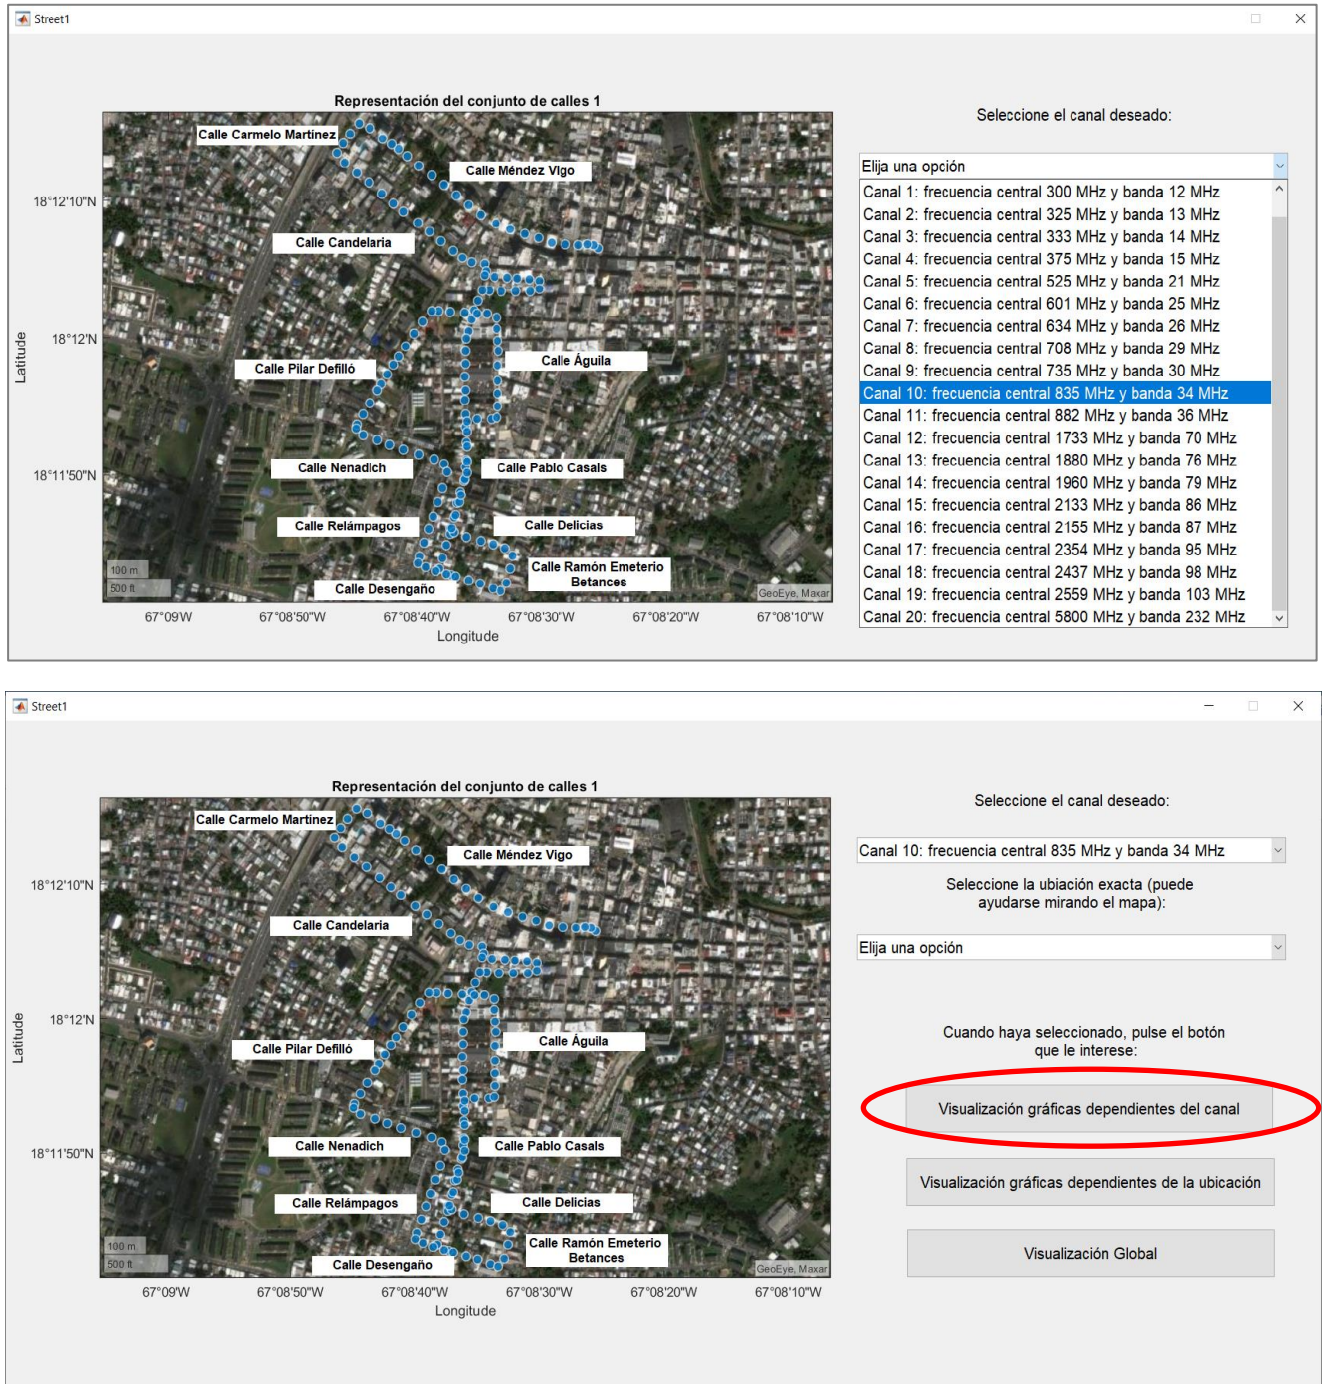 Street1
Representación del conjunto de calles 1
Calle Carmelo Martínez
Calle Méndez Vigo
Calle Candelaria
Calle Pilar Defilló
Calle Águila
Calle Nenadich
Calle Pablo Casals
Calle Relámpagos
Calle Delicias
Calle Ramón Emeterio
Betances
Calle Desengaño
100 m
500 ft
GeoEye, Maxar
18°12'10"N
18°12'N
18°11'50"N
Latitude
67°09'W
67°08'50"W
67°08'40"W
67°08'30"W
67°08'20"W
67°08'10"W
Longitude
Seleccione el canal deseado:
Elija una opción
Canal 1: frecuencia central 300 MHz y banda 12 MHz
Canal 2: frecuencia central 325 MHz y banda 13 MHz
Canal 3: frecuencia central 333 MHz y banda 14 MHz
Canal 4: frecuencia central 375 MHz y banda 15 MHz
Canal 5: frecuencia central 525 MHz y banda 21 MHz
Canal 6: frecuencia central 601 MHz y banda 25 MHz
Canal 7: frecuencia central 634 MHz y banda 26 MHz
Canal 8: frecuencia central 708 MHz y banda 29 MHz
Canal 9: frecuencia central 735 MHz y banda 30 MHz
Canal 10: frecuencia central 835 MHz y banda 34 MHz
Canal 11: frecuencia central 882 MHz y banda 36 MHz
Canal 12: frecuencia central 1733 MHz y banda 70 MHz
Canal 13: frecuencia central 1880 MHz y banda 76 MHz
Canal 14: frecuencia central 1960 MHz y banda 79 MHz
Canal 15: frecuencia central 2133 MHz y banda 86 MHz
Canal 16: frecuencia central 2155 MHz y banda 87 MHz
Canal 17: frecuencia central 2354 MHz y banda 95 MHz
Canal 18: frecuencia central 2437 MHz y banda 98 MHz
Canal 19: frecuencia central 2559 MHz y banda 103 MHz
Canal 20: frecuencia central 5800 MHz y banda 232 MHz
Street1
Representación del conjunto de calles 1
Calle Carmelo Martínez
Calle Méndez Vigo
Calle Candelaria
Calle Pilar Defilló
Calle Águila
Calle Nenadich
Calle Pablo Casals
Calle Relámpagos
Calle Delicias
Calle Ramón Emeterio
Betances
Calle Desengaño
100 m
500 ft
GeoEye, Maxar
18°12'10"N
18°12'N
18°11'50"N
Latitude
67°09'W
67°08'50"W
67°08'40"W
67°08'30"W
67°08'20"W
67°08'10"W
Longitude
Seleccione el canal deseado:
Canal 10: frecuencia central 835 MHz y banda 34 MHz
Seleccione la ubiación exacta (puede
ayudarse mirando el mapa):
Elija una opción
Cuando haya seleccionado, pulse el botón
que le interese:
Visualización gráficas dependientes del canal
Visualización gráficas dependientes de la ubicación
Visualización Global